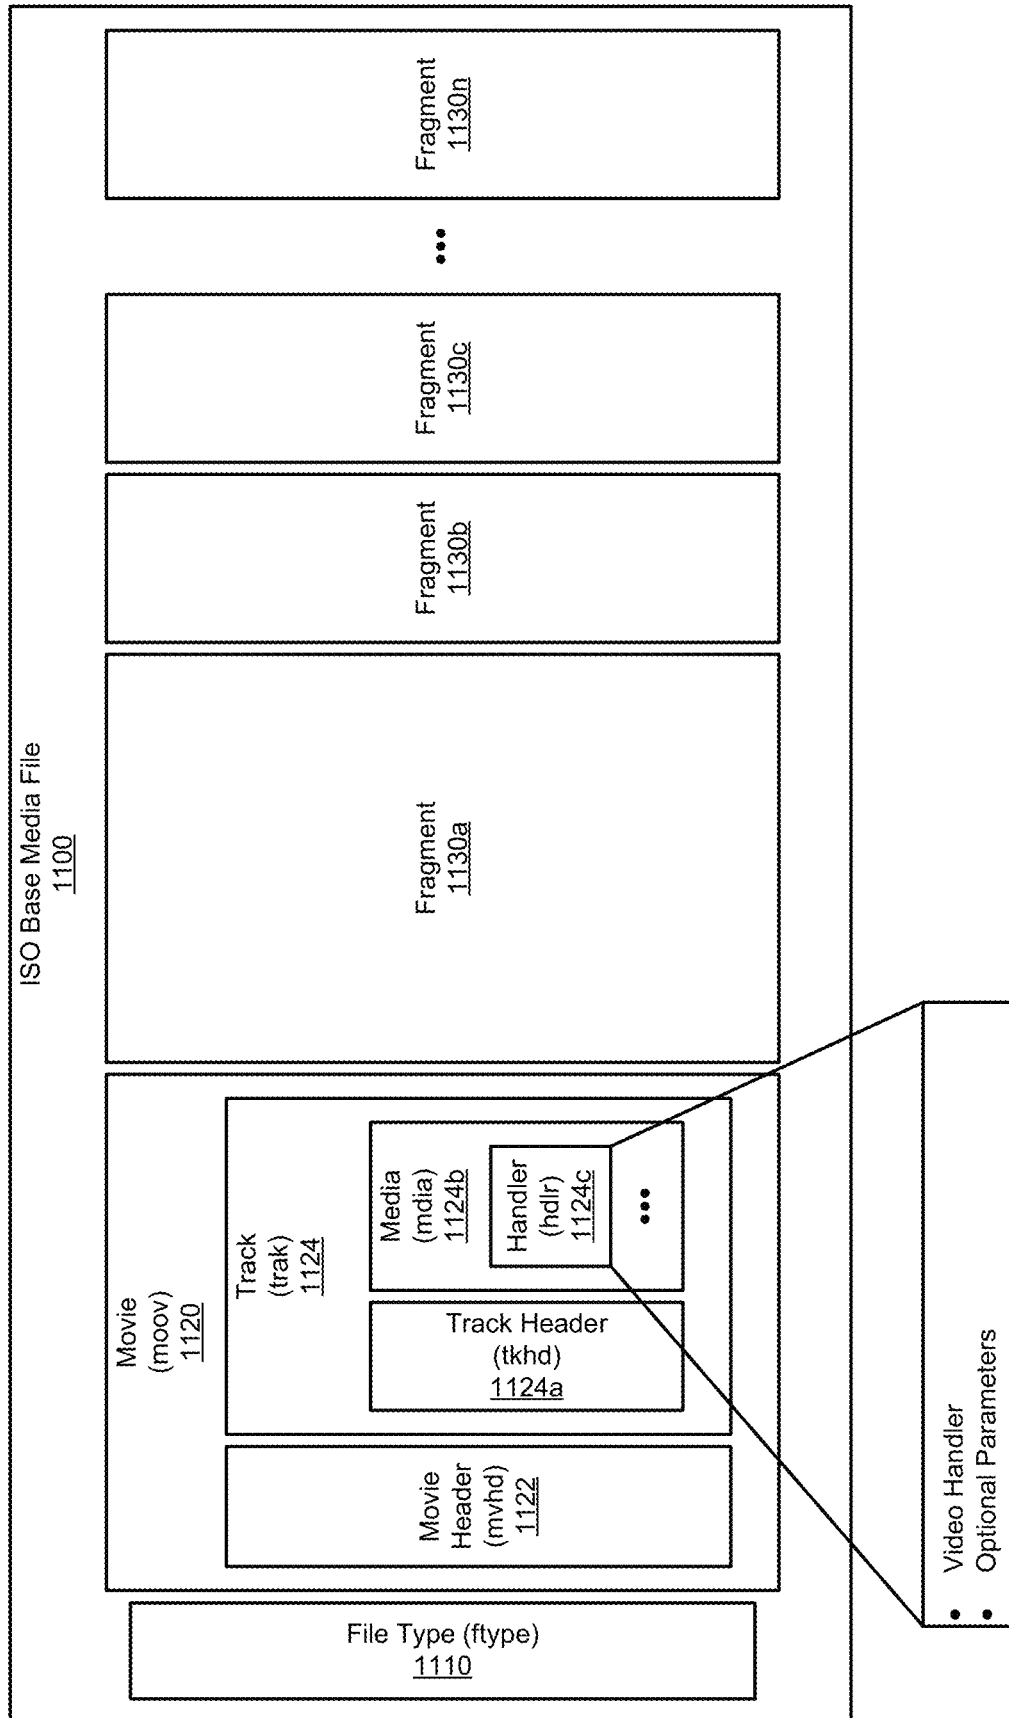 ISO Base Media File
1100
File Type (ftype)
1110
Movie
(moov)
1120
Movie
Header
(mvhd)
1122
Track
(trak)
1124
Track Header
(tkhd)
1124a
Media
(mdia)
1124b
Handler
(hdlr)
1124c
•••
Fragment
1130a
Fragment
1130b
Fragment
1130c
•••
Fragment
1130n
• Video Handler
• Optional Parameters